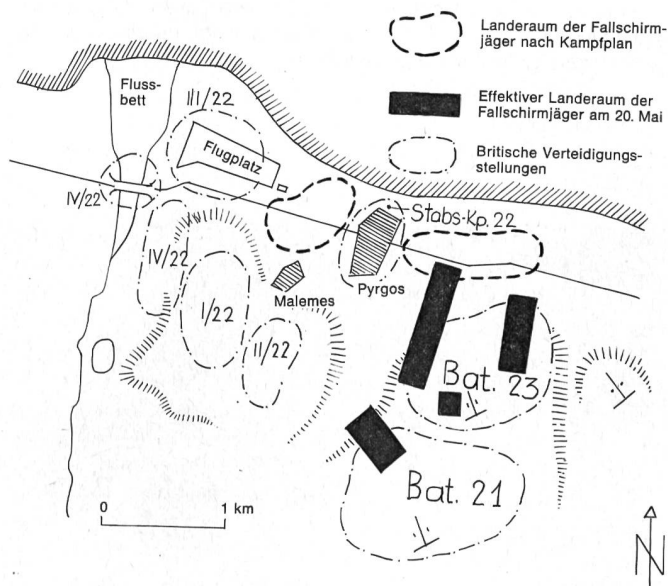 Landeraum der Fallschirm-
jäger nach Kampfplan
Effektiver Landeraum der
Fallschirmjäger am 20. Mai
Britische Verteidigungs-
stellungen
Fluss-
bett
III/22
Flugplatz
IV/22
Stabs-Kp. 22
IV/22
I/22
II/22
Malemes
Pyrgos
Bat. 23
Bat. 21
0 1 km
N